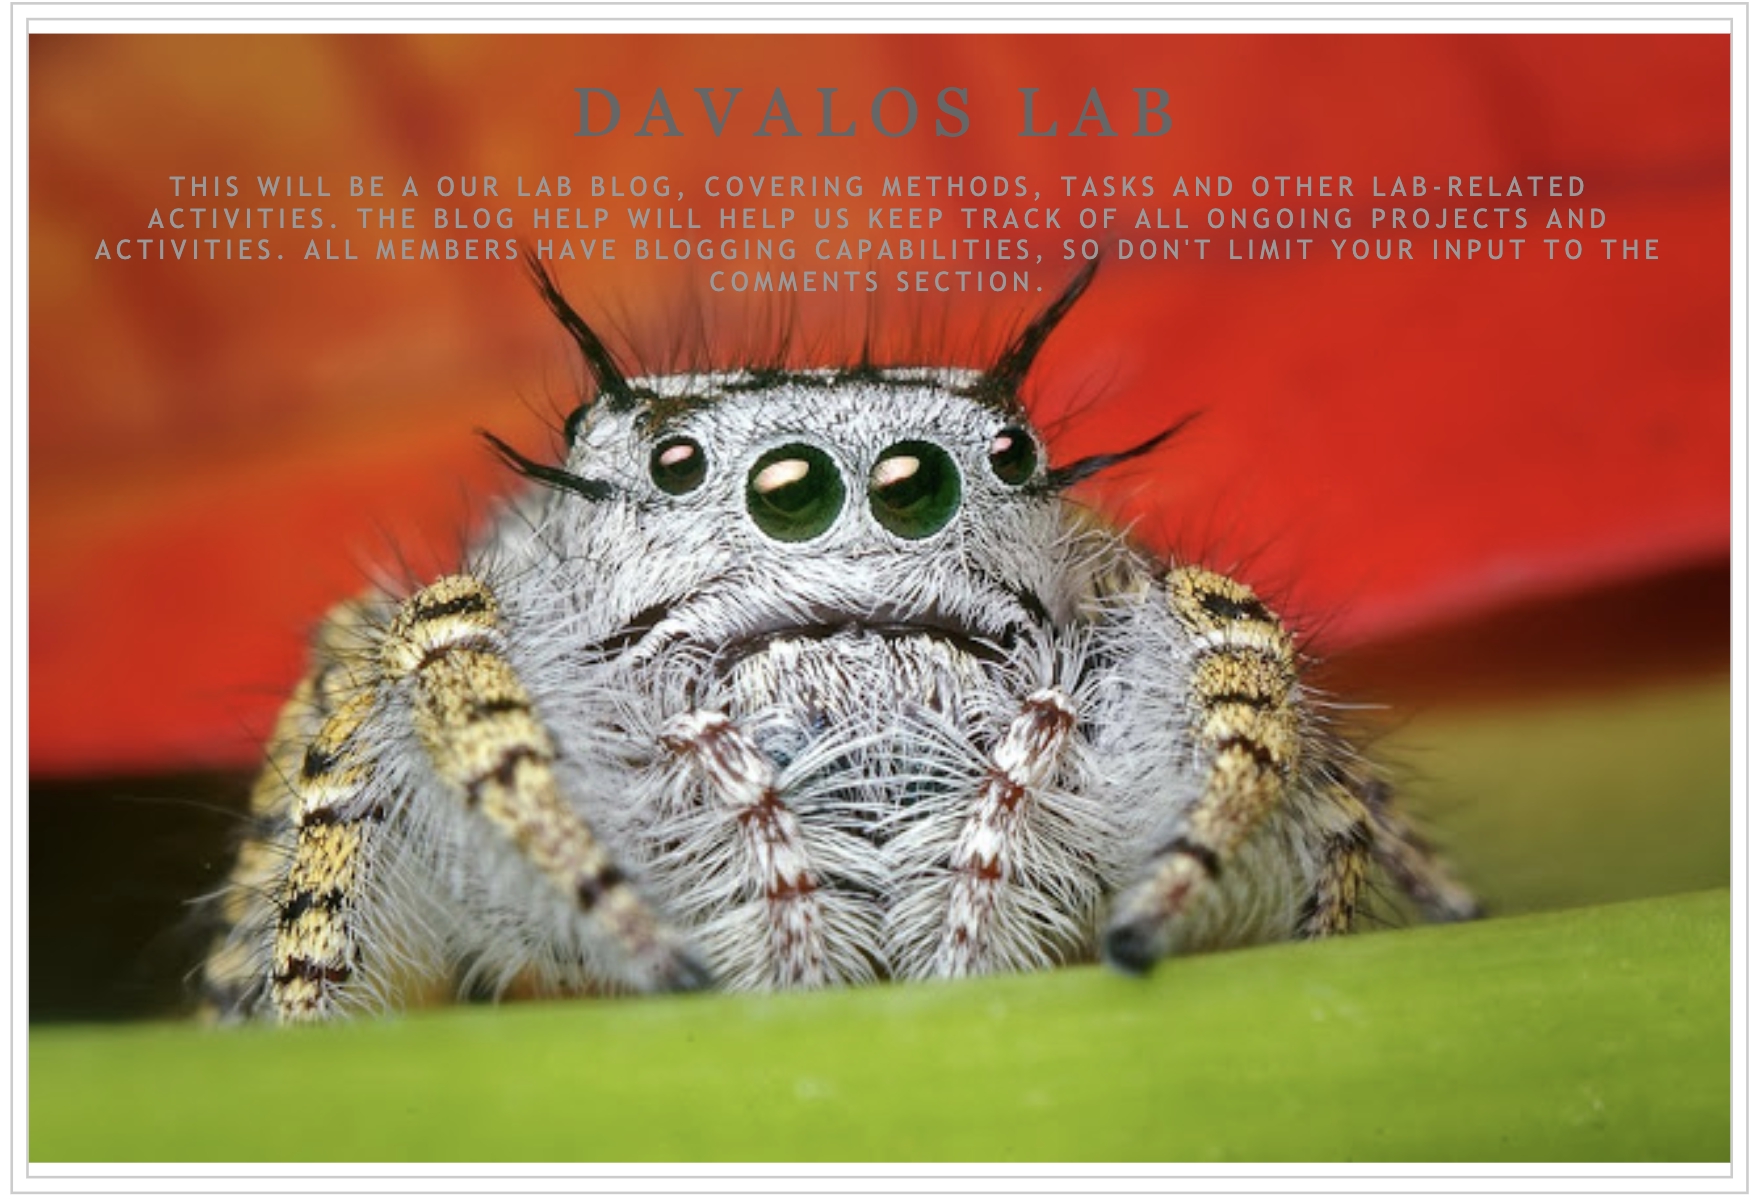 DAVALOS LAB
THIS WILL BE A OUR LAB BLOG, COVERING METHODS, TASKS AND OTHER LAB-RELATED
ACTIVITIES. THE BLOG HELP WILL HELP US KEEP TRACK OF ALL ONGOING PROJECTS AND
ACTIVITIES. ALL MEMBERS HAVE BLOGGING CAPABILITIES, SO DON'T LIMIT YOUR INPUT TO THE
COMMENTS SECTION.